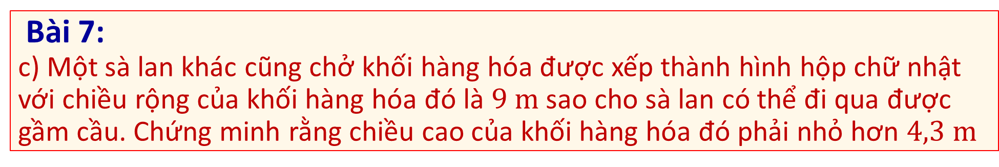 Bài 7:
c) Một sà lan khác cũng chở khối hàng hóa được xếp thành hình hộp chữ nhật
với chiều rộng của khối hàng hóa đó là 9 m sao cho sà lan có thể đi qua được
gầm cầu. Chứng minh rằng chiều cao của khối hàng hóa đó phải nhỏ hơn 4,3 m